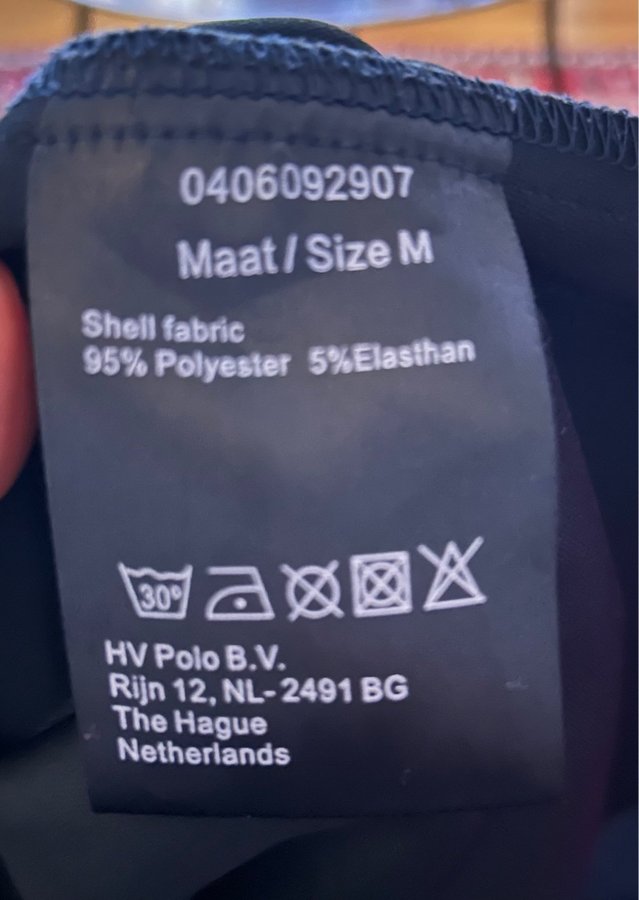 0406092907
Maat / Size M
Shell fabric
95% Polyester 5%Elasthan
30°
HV Polo B.V.
Rijn 12, NL- 2491 BG
The Hague
Netherlands